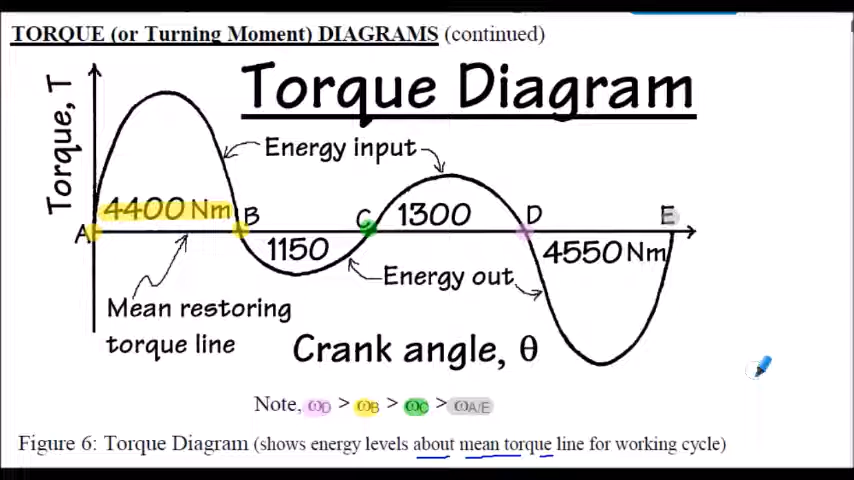 TORQUE (or Turning Moment) DIAGRAMS (continued)
Torque Diagram
Torque, T
Energy input
4400 Nm
A
B
C
1300
D
E
1150
4550 Nm
Energy out
Mean restoring
torque line
Crank angle, θ
Note, ωD > ωB > ωC > ωA/E
Figure 6: Torque Diagram (shows energy levels about mean torque line for working cycle)